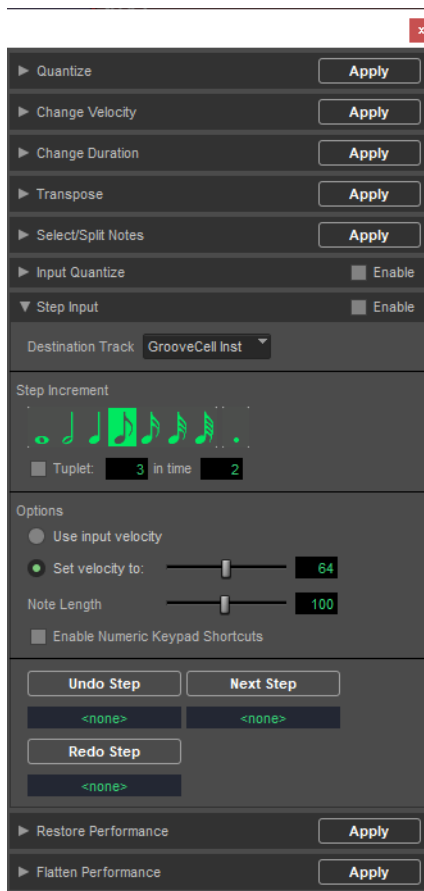 x
Quantize Apply
Change Velocity Apply
Change Duration Apply
Transpose Apply
Select/Split Notes Apply
Input Quantize Enable
Step Input Enable
Destination Track GrooveCell Inst
Step Increment
Tuplet: 3 in time 2
Options
Use input velocity
Set velocity to: 64
Note Length 100
Enable Numeric Keypad Shortcuts
Undo Step Next Step
<none> <none>
Redo Step
<none>
Restore Performance Apply
Flatten Performance Apply